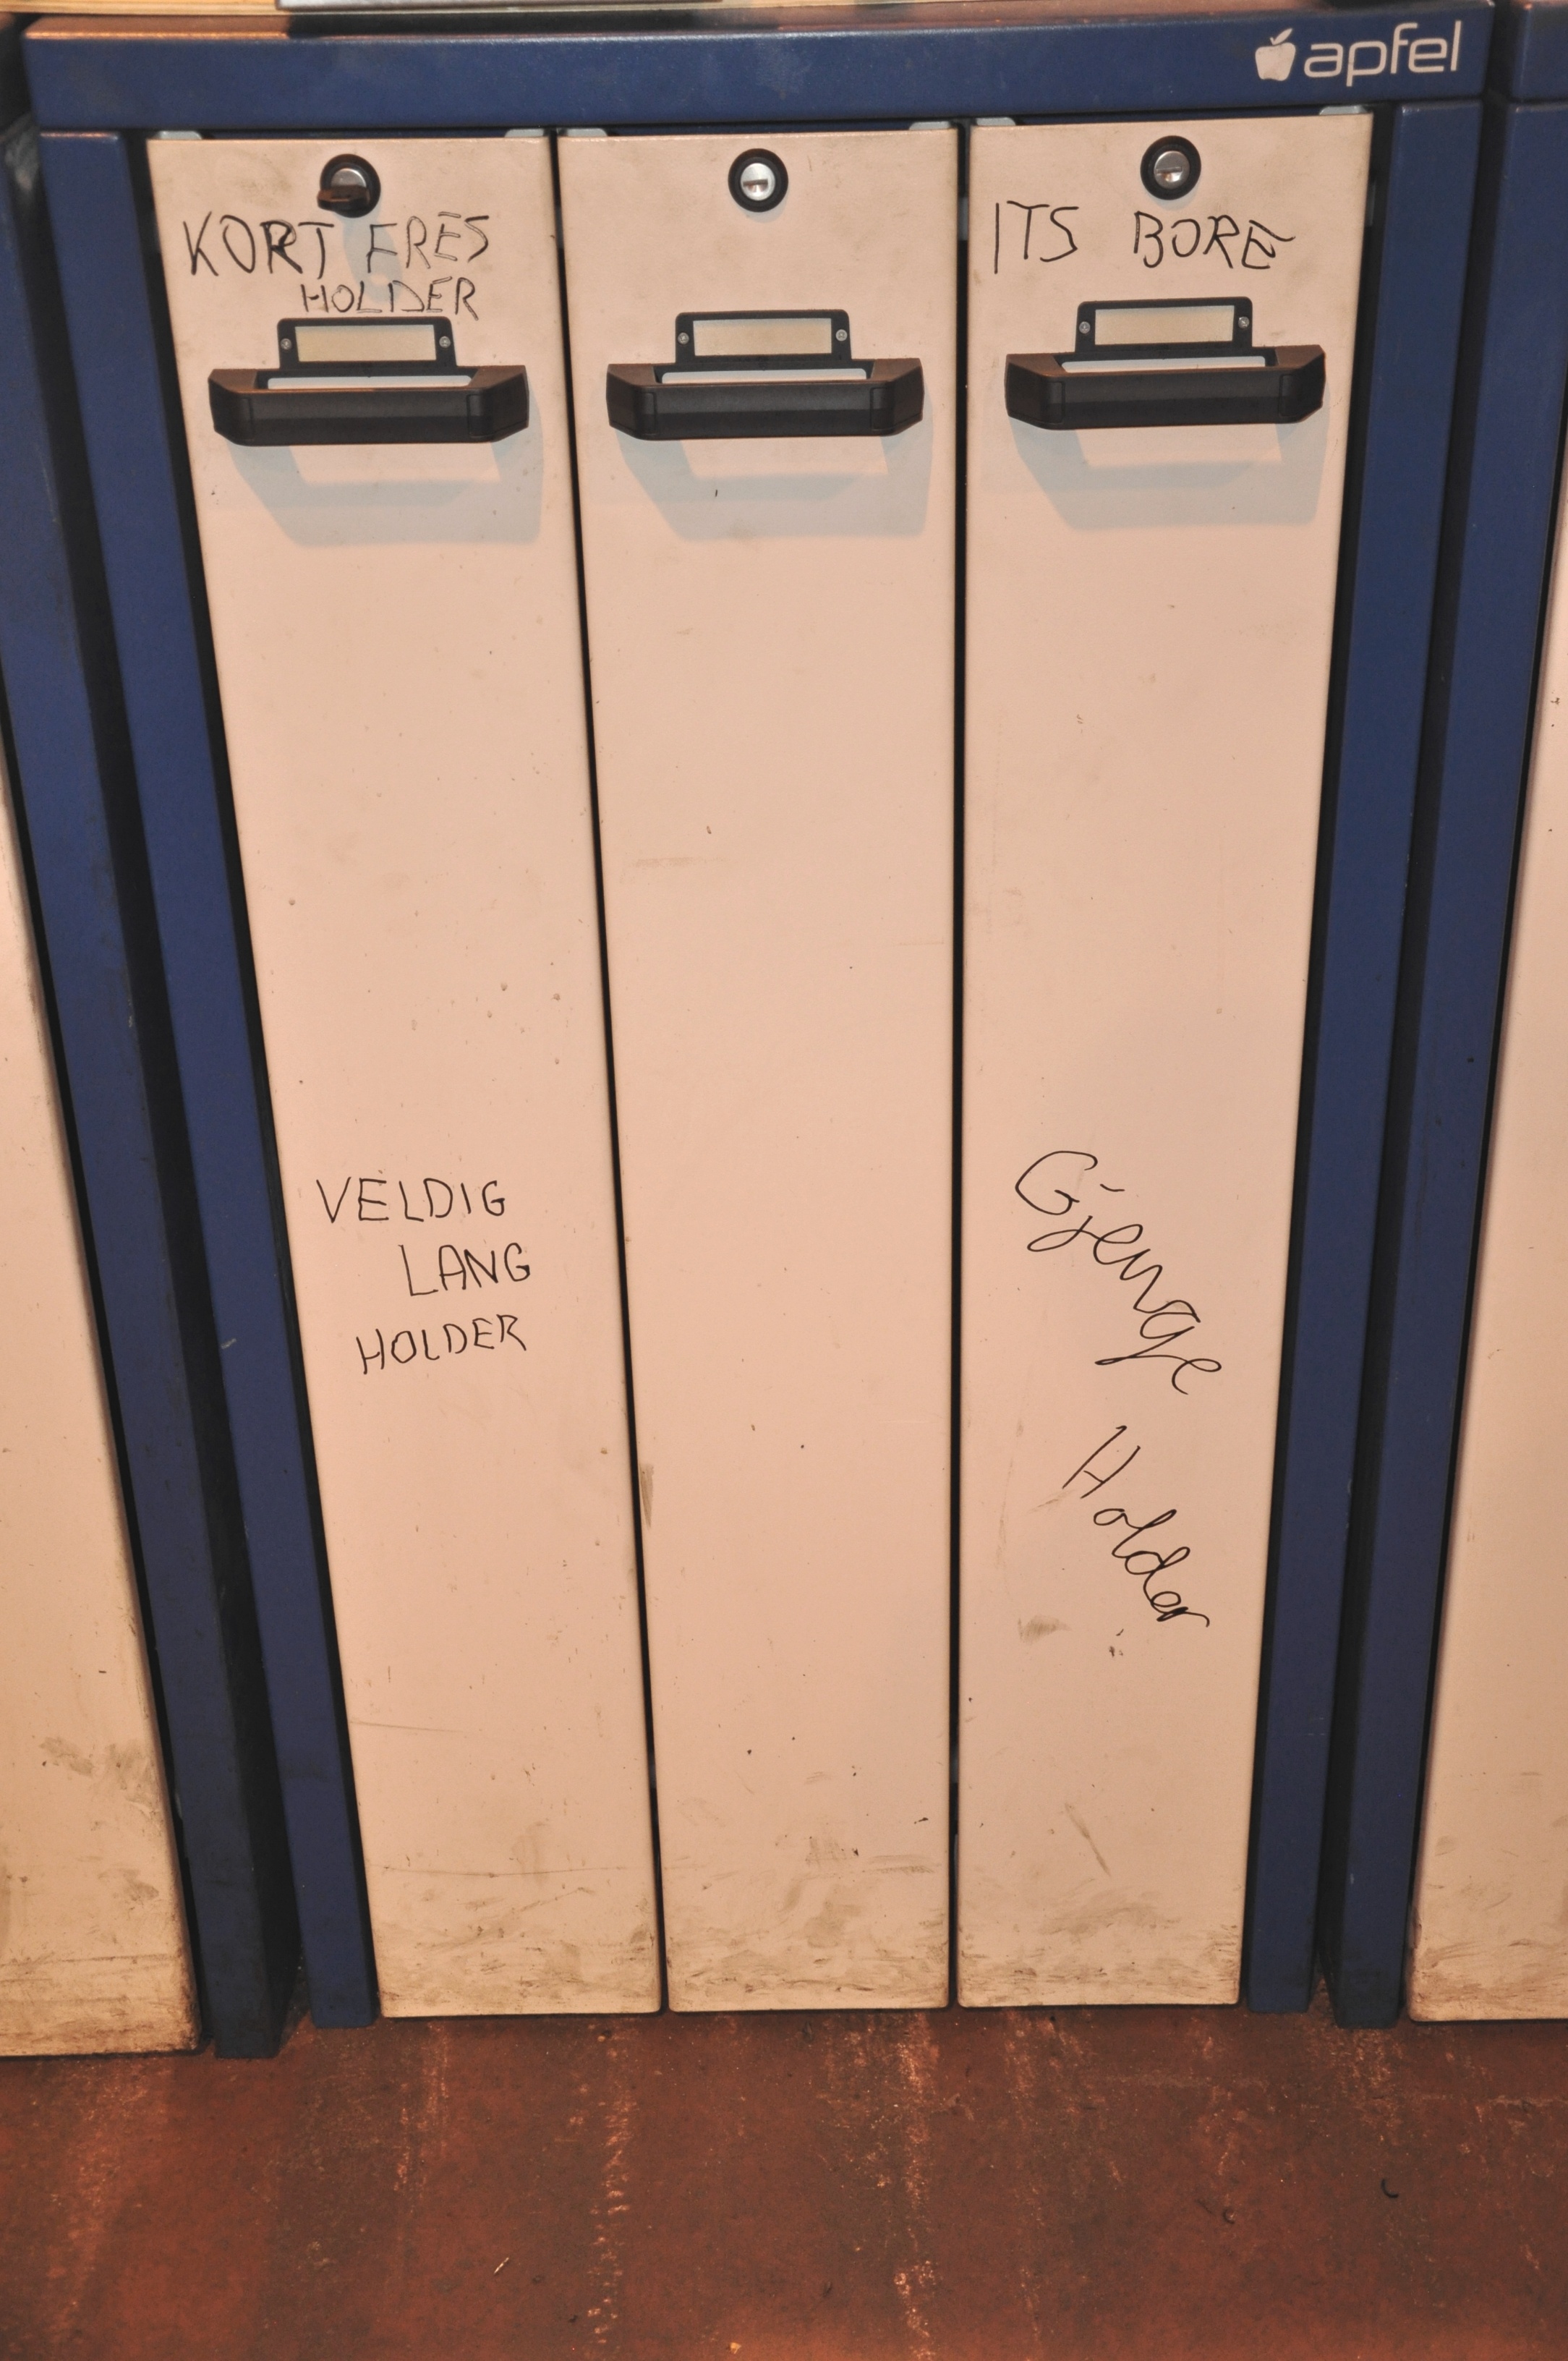 apfel
KORT FRES
HOLDER
ITS BORE
VELDIG
LANG
HOLDER
Gjenge
Holder